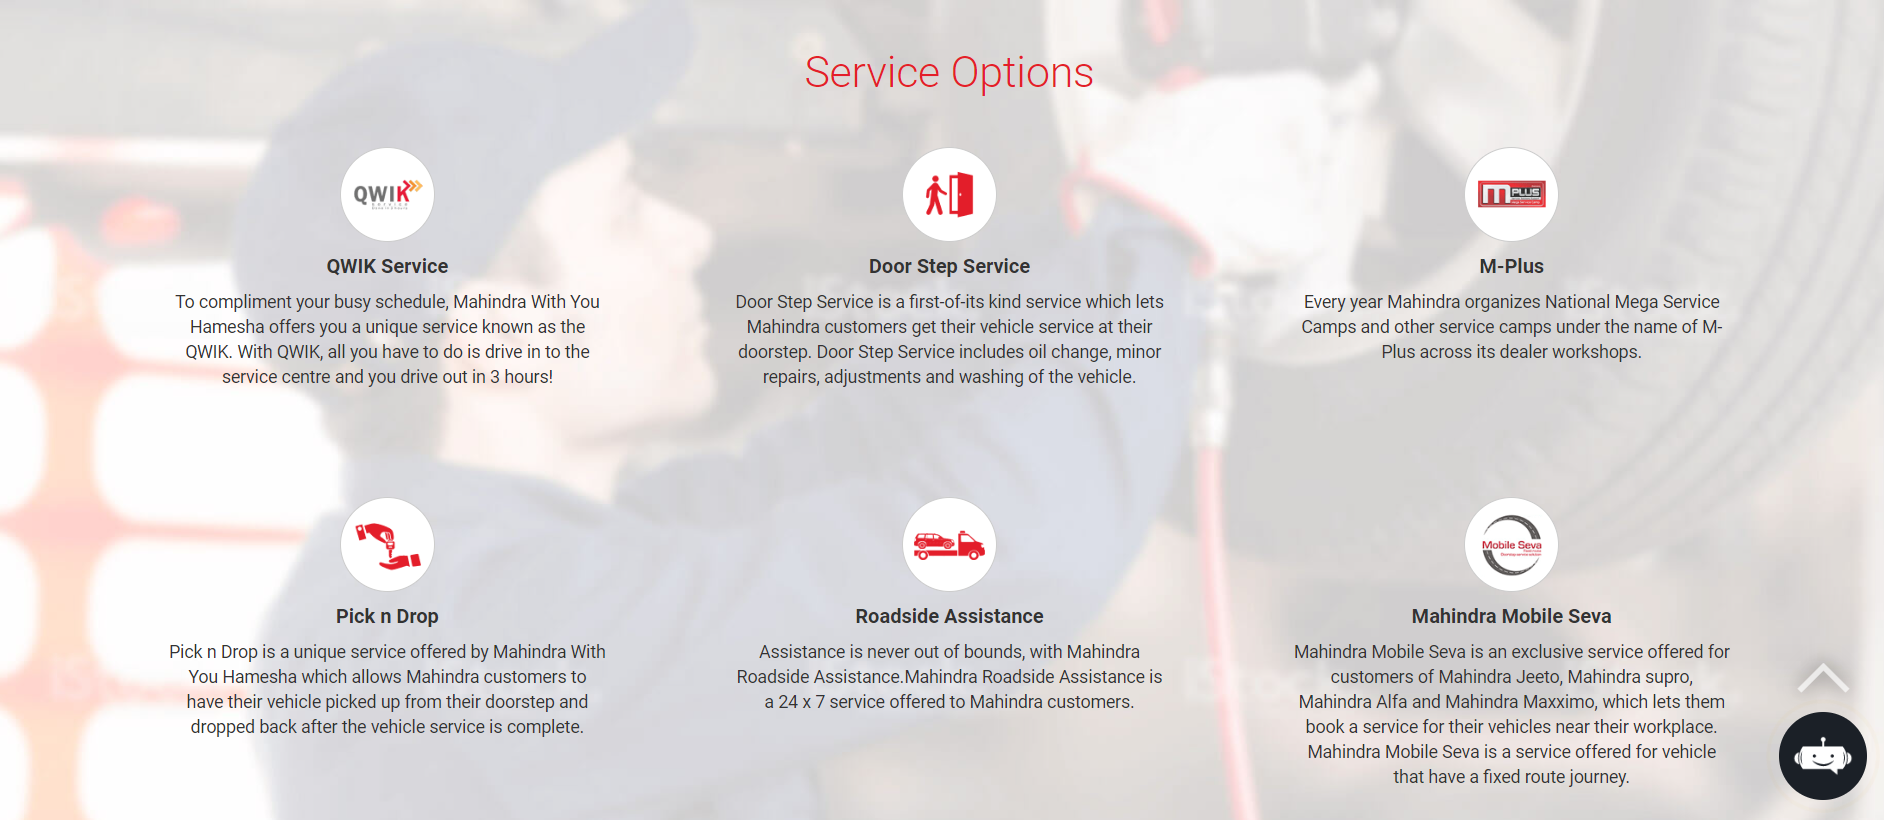 Service Options
QWIK
QWIK Service
To compliment your busy schedule, Mahindra With You
Hamesha offers you a unique service known as the
QWIK. With QWIK, all you have to do is drive in to the
service centre and you drive out in 3 hours!
Door Step Service
Door Step Service is a first-of-its kind service which lets
Mahindra customers get their vehicle service at their
doorstep. Door Step Service includes oil change, minor
repairs, adjustments and washing of the vehicle.
M PLUS
M-Plus
Every year Mahindra organizes National Mega Service
Camps and other service camps under the name of M-
Plus across its dealer workshops.
Pick n Drop
Pick n Drop is a unique service offered by Mahindra With
You Hamesha which allows Mahindra customers to
have their vehicle picked up from their doorstep and
dropped back after the vehicle service is complete.
Roadside Assistance
Assistance is never out of bounds, with Mahindra
Roadside Assistance.Mahindra Roadside Assistance is
a 24 x 7 service offered to Mahindra customers.
Mobile Seva
Mahindra Mobile Seva
Mahindra Mobile Seva is an exclusive service offered for
customers of Mahindra Jeeto, Mahindra supro,
Mahindra Alfa and Mahindra Maxximo, which lets them
book a service for their vehicles near their workplace.
Mahindra Mobile Seva is a service offered for vehicle
that have a fixed route journey.